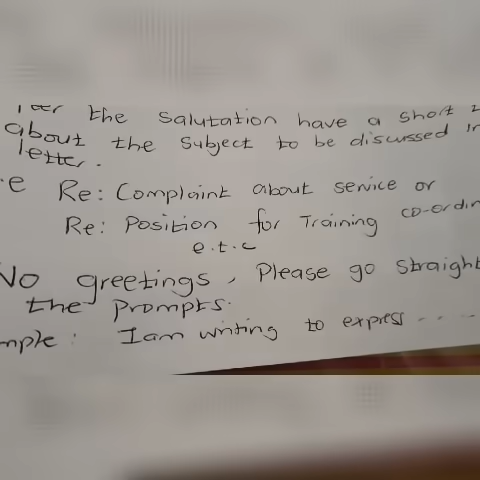 the salutation have a short
about the subject to be discussed in
letter.
Re: Complaint about service or
Re: Position for Training co-ordin
e.t.c
No greetings, Please go straight
the prompts.
mple: I am writing to express ....